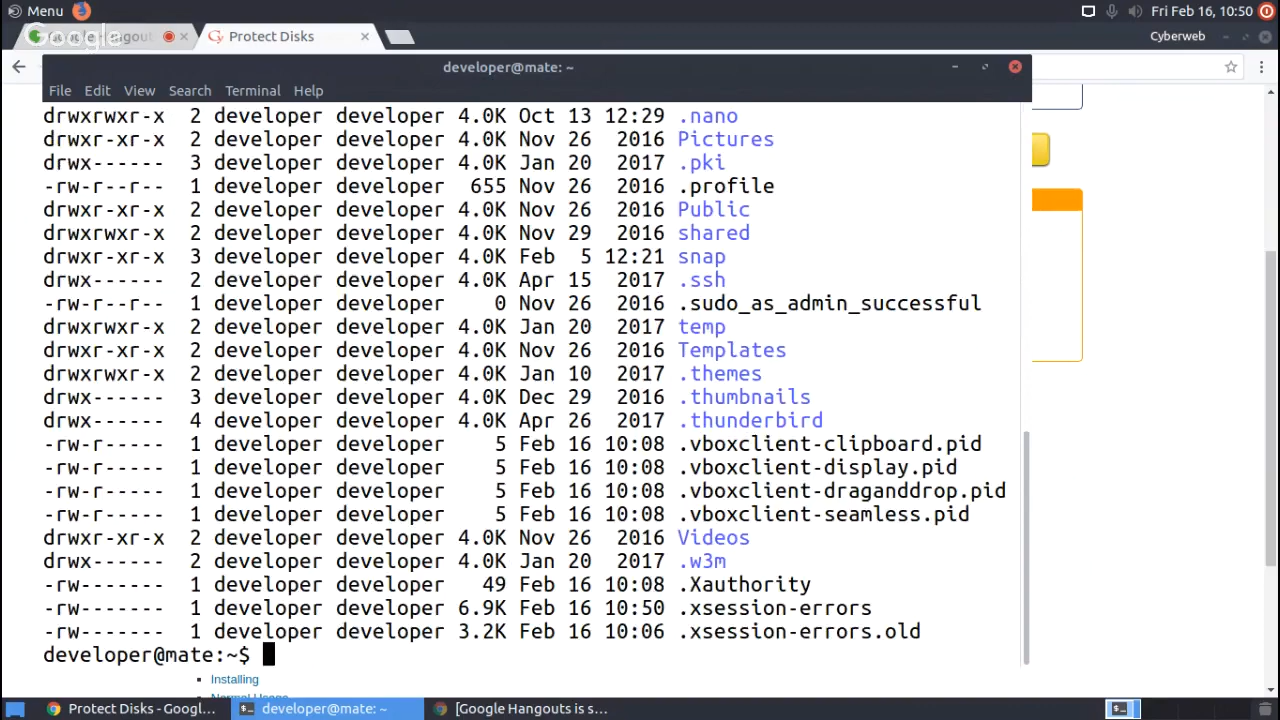 Menu
Fri Feb 16, 10:50
Google
Protect Disks
Cyberweb
developer@mate: ~
File Edit View Search Terminal Help
drwxrwxr-x 2 developer developer 4.0K Oct 13 12:29 .nano
drwxr-xr-x 2 developer developer 4.0K Nov 26 2016 Pictures
drwx------ 3 developer developer 4.0K Jan 20 2017 .pki
-rw-r--r-- 1 developer developer 655 Nov 26 2016 .profile
drwxr-xr-x 2 developer developer 4.0K Nov 26 2016 Public
drwxrwxr-x 2 developer developer 4.0K Nov 29 2016 shared
drwxr-xr-x 3 developer developer 4.0K Feb 5 12:21 snap
drwx------ 2 developer developer 4.0K Apr 15 2017 .ssh
-rw-r--r-- 1 developer developer 0 Nov 26 2016 .sudo_as_admin_successful
drwxrwxr-x 2 developer developer 4.0K Jan 20 2017 temp
drwxr-xr-x 2 developer developer 4.0K Nov 26 2016 Templates
drwxrwxr-x 2 developer developer 4.0K Jan 10 2017 .themes
drwx------ 3 developer developer 4.0K Dec 29 2016 .thumbnails
drwx------ 4 developer developer 4.0K Apr 26 2017 .thunderbird
-rw-r----- 1 developer developer 5 Feb 16 10:08 .vboxclient-clipboard.pid
-rw-r----- 1 developer developer 5 Feb 16 10:08 .vboxclient-display.pid
-rw-r----- 1 developer developer 5 Feb 16 10:08 .vboxclient-draganddrop.pid
-rw-r----- 1 developer developer 5 Feb 16 10:08 .vboxclient-seamless.pid
drwxr-xr-x 2 developer developer 4.0K Nov 26 2016 Videos
drwx------ 2 developer developer 4.0K Jan 20 2017 .w3m
-rw------- 1 developer developer 49 Feb 16 10:08 .Xauthority
-rw------- 1 developer developer 6.9K Feb 16 10:50 .xsession-errors
-rw------- 1 developer developer 3.2K Feb 16 10:06 .xsession-errors.old
developer@mate:~$
Installing
Normal Usage
Protect Disks - Googl...
developer@mate: ~
[Google Hangouts is s...